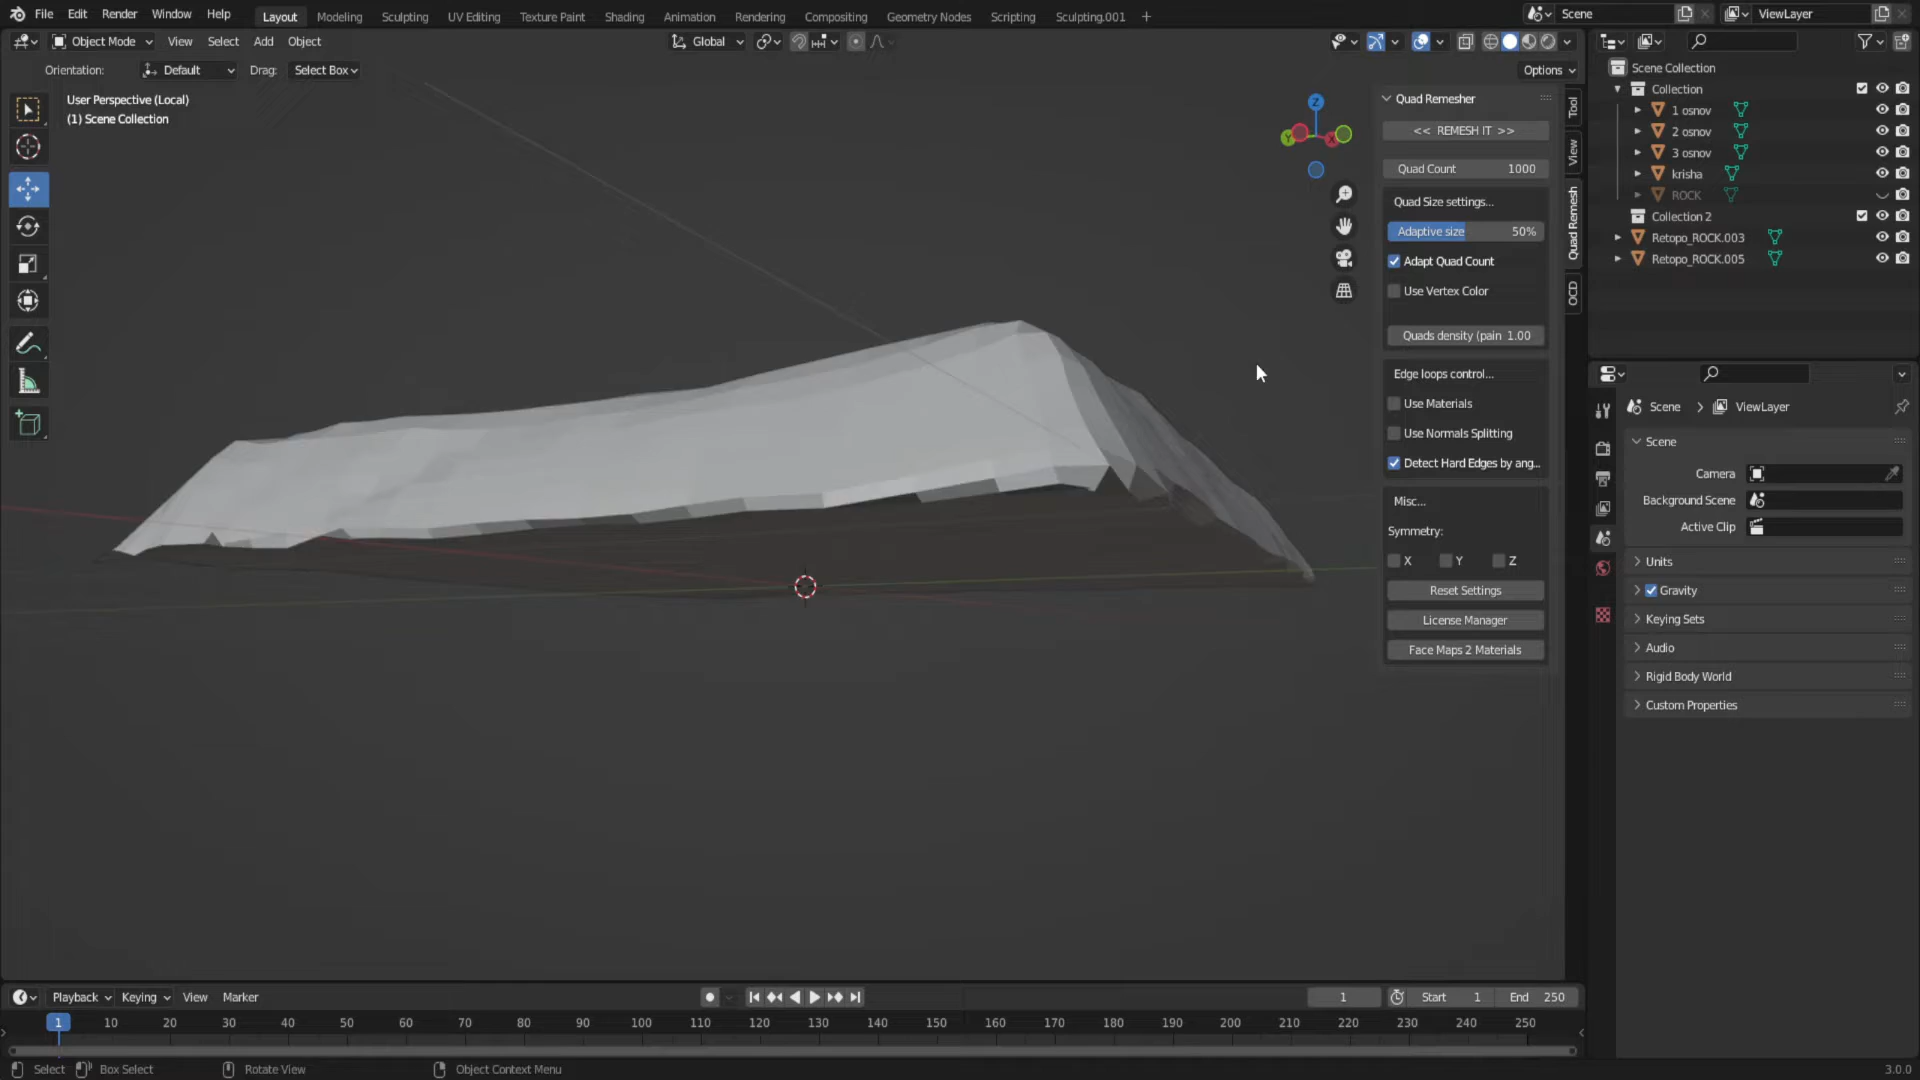 File Edit Render Window Help Layout Modeling Sculpting UV Editing Texture Paint Shading Animation Rendering Compositing Geometry Nodes Scripting Sculpting.001 + Scene ViewLayer
Object Mode View Select Add Object Global
Orientation: Default Drag: Select Box Options
User Perspective (Local)
(1) Scene Collection
Z
Y
X
Quad Remesher
<< REMESH IT >>
Quad Count 1000
Quad Size settings...
Adaptive size 50%
Adapt Quad Count
Use Vertex Color
Quads density (pain 1.00
Edge loops control...
Use Materials
Use Normals Splitting
Detect Hard Edges by ang...
Misc...
Symmetry:
X Y Z
Reset Settings
License Manager
Face Maps 2 Materials
Tool
View
Quad Remesh
OCD
Scene Collection
Collection
1 osnov
2 osnov
3 osnov
krisha
ROCK
Collection 2
Retopo_ROCK.003
Retopo_ROCK.005
Scene > ViewLayer
Scene
Camera
Background Scene
Active Clip
Units
Gravity
Keying Sets
Audio
Rigid Body World
Custom Properties
Playback Keying View Marker 1 Start 1 End 250
1 10 20 30 40 50 60 70 80 90 100 110 120 130 140 150 160 170 180 190 200 210 220 230 240 250
Select Box Select Rotate View Object Context Menu 3.0.0